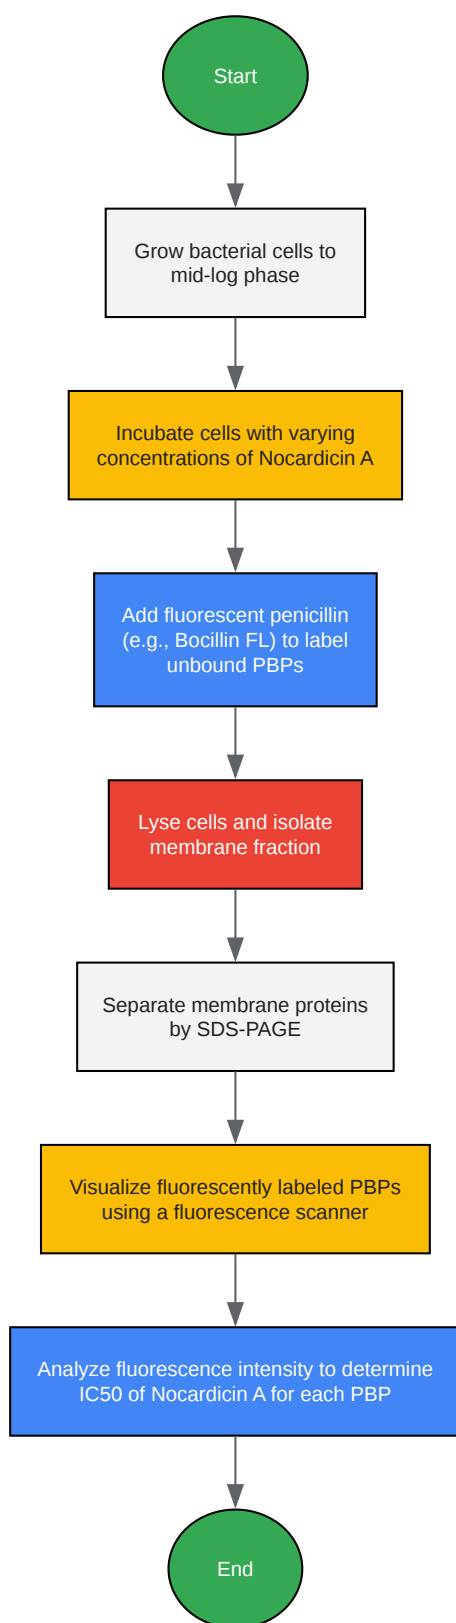 Start
Grow bacterial cells to
mid-log phase
Incubate cells with varying
concentrations of Nocardicin A
Add fluorescent penicillin
(e.g., Bocillin FL) to label
unbound PBPs
Lyse cells and isolate
membrane fraction
Separate membrane proteins
by SDS-PAGE
Visualize fluorescently labeled PBPs
using a fluorescence scanner
Analyze fluorescence intensity to determine
IC50 of Nocardicin A for each PBP
End